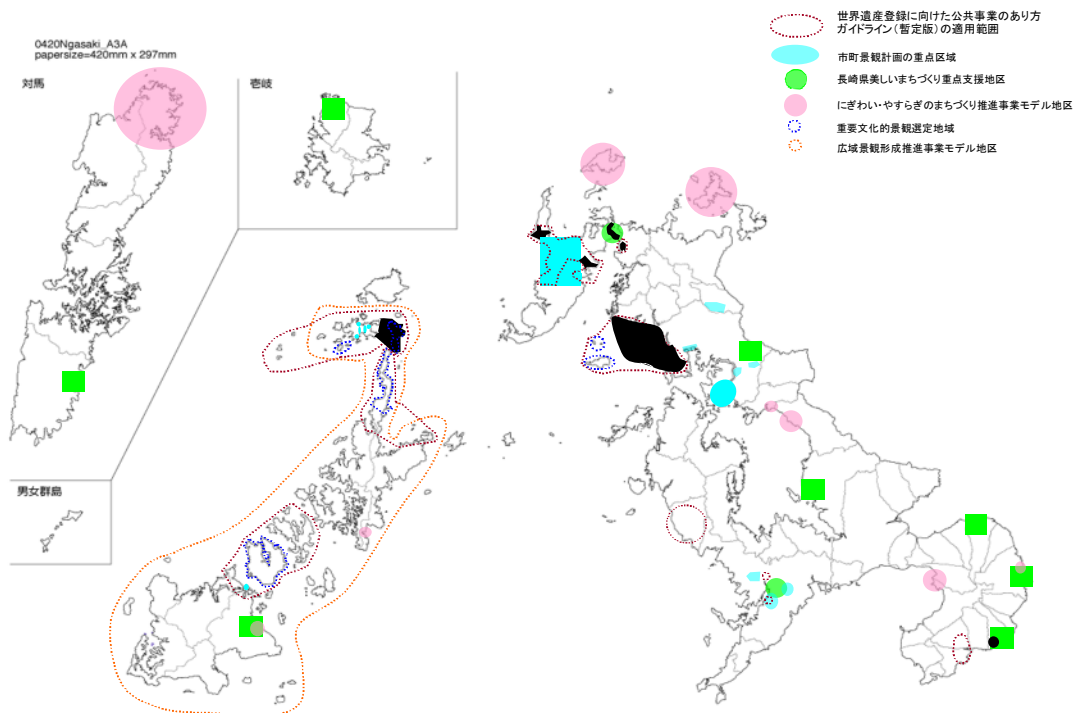 0420Ngasaki_A3A
papersize=420mm x 297mm
対馬
壱岐
男女群島
世界遺産登録に向けた公共事業のあり方
ガイドライン(暫定版)の適用範囲
市町景観計画の重点区域
長崎県美しいまちづくり重点支援地区
にぎわい・やすらぎのまちづくり推進事業モデル地区
重要文化的景観選定地域
広域景観形成推進事業モデル地区